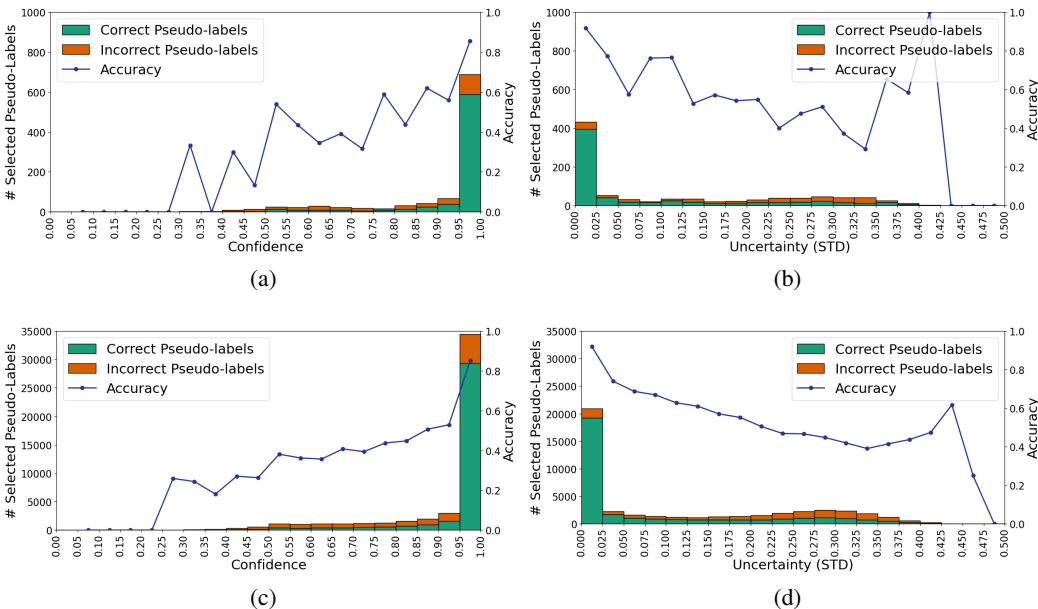 1000
800
600
400
200
0
# Selected Pseudo-Labels
Correct Pseudo-labels
Incorrect Pseudo-labels
Accuracy
1.0
0.8
0.6
0.4
0.2
0.0
Accuracy
0.00 0.05 0.10 0.15 0.20 0.25 0.30 0.35 0.40 0.45 0.50 0.55 0.60 0.65 0.70 0.75 0.80 0.85 0.90 0.95 1.00
Confidence
(a)
1000
800
600
400
200
0
# Selected Pseudo-Labels
Correct Pseudo-labels
Incorrect Pseudo-labels
Accuracy
1.0
0.8
0.6
0.4
0.2
0.0
Accuracy
0.000 0.025 0.050 0.075 0.100 0.125 0.150 0.175 0.200 0.225 0.250 0.275 0.300 0.325 0.350 0.375 0.400 0.425 0.450 0.475 0.500
Uncertainty (STD)
(b)
35000
30000
25000
20000
15000
10000
5000
0
# Selected Pseudo-Labels
Correct Pseudo-labels
Incorrect Pseudo-labels
Accuracy
1.0
0.8
0.6
0.4
0.2
0.0
Accuracy
0.00 0.05 0.10 0.15 0.20 0.25 0.30 0.35 0.40 0.45 0.50 0.55 0.60 0.65 0.70 0.75 0.80 0.85 0.90 0.95 1.00
Confidence
(c)
35000
30000
25000
20000
15000
10000
5000
0
# Selected Pseudo-Labels
Correct Pseudo-labels
Incorrect Pseudo-labels
Accuracy
1.0
0.8
0.6
0.4
0.2
0.0
Accuracy
0.000 0.025 0.050 0.075 0.100 0.125 0.150 0.175 0.200 0.225 0.250 0.275 0.300 0.325 0.350 0.375 0.400 0.425 0.450 0.475 0.500
Uncertainty (STD)
(d)